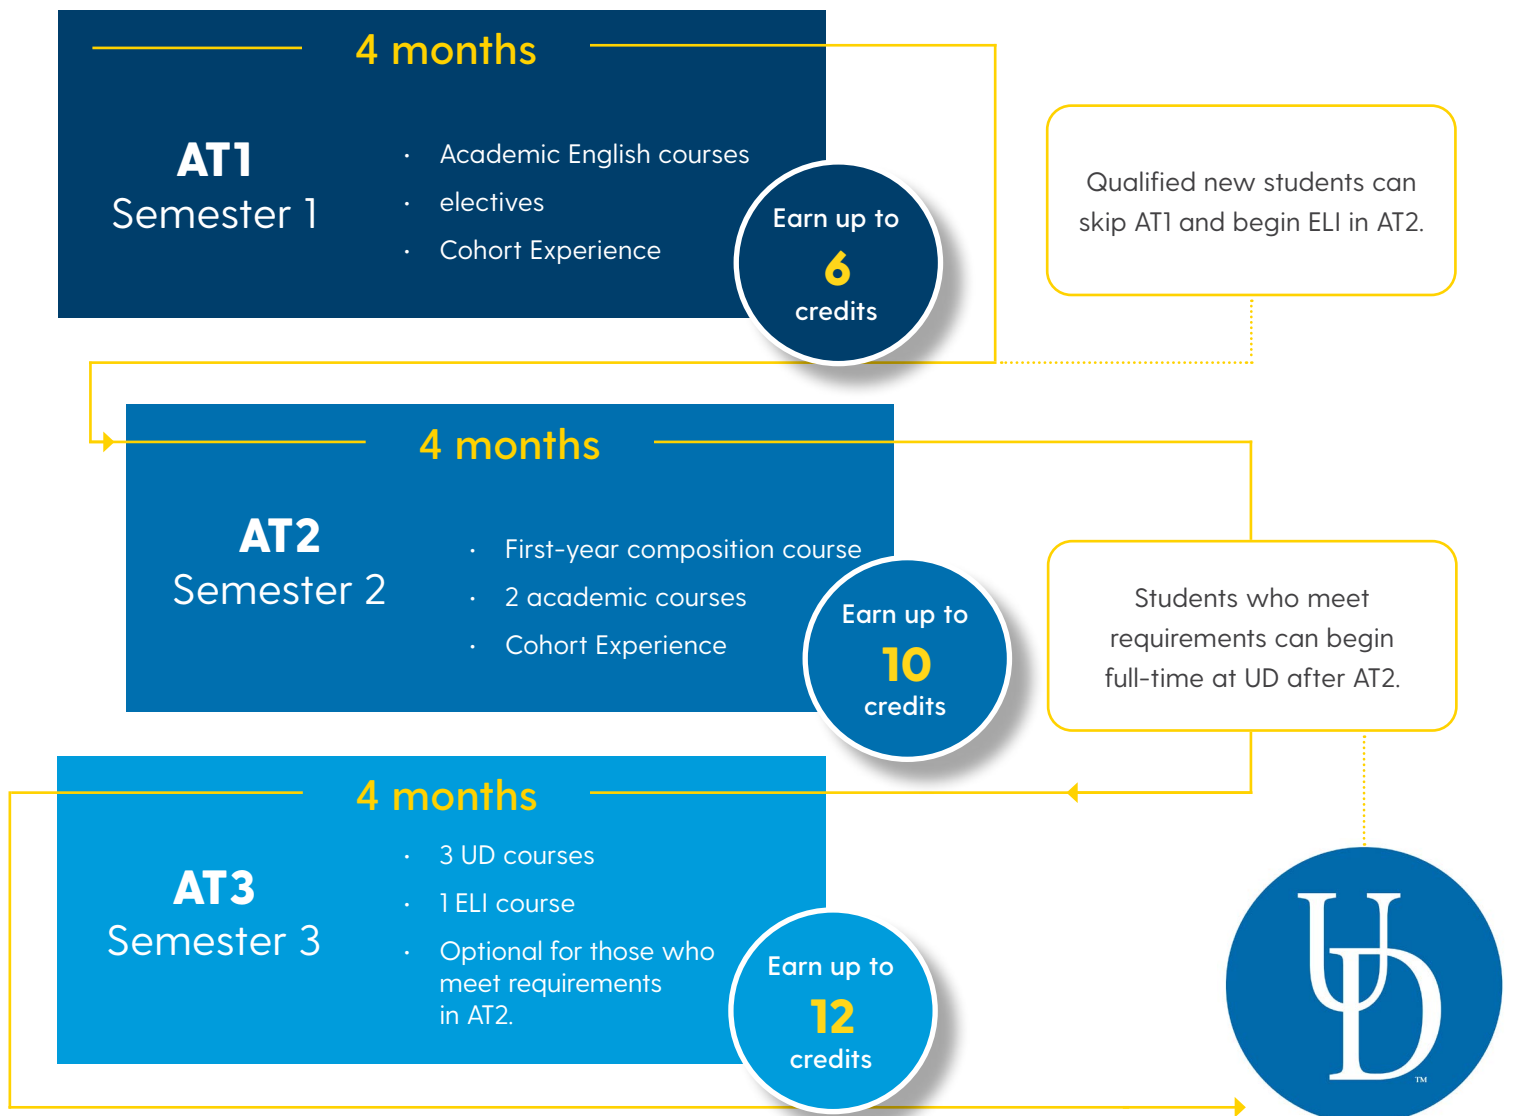 4 months
AT1
Semester 1
· Academic English courses
· electives
· Cohort Experience
Earn up to
6
credits
Qualified new students can
skip AT1 and begin ELI in AT2.
4 months
AT2
Semester 2
· First-year composition course
· 2 academic courses
· Cohort Experience
Earn up to
10
credits
Students who meet
requirements can begin
full-time at UD after AT2.
4 months
AT3
Semester 3
· 3 UD courses
· 1 ELI course
· Optional for those who
meet requirements
in AT2.
Earn up to
12
credits
UD
TM